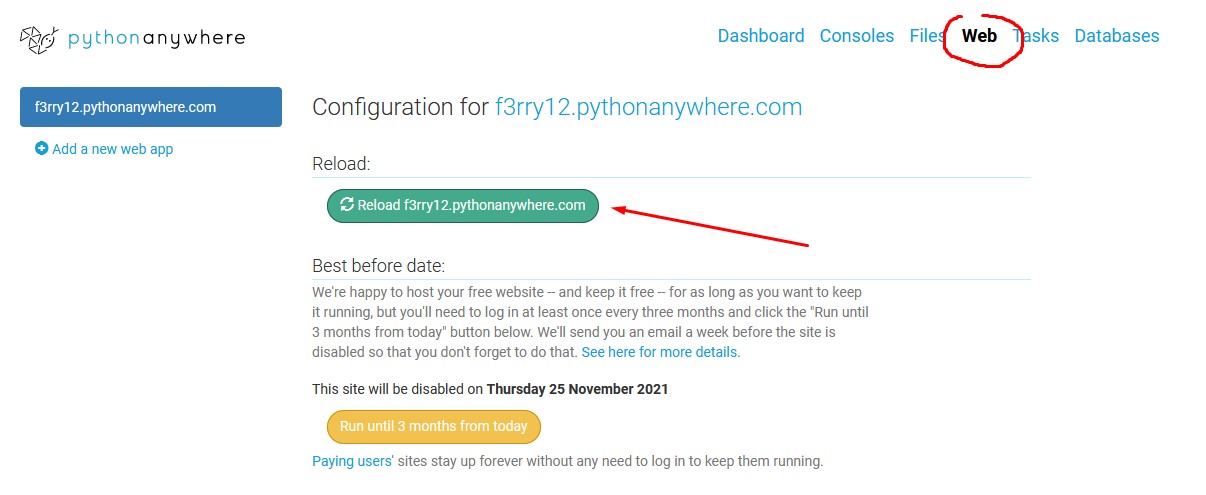 pythonanywhere
Dashboard Consoles Files Web Tasks Databases
f3rry12.pythonanywhere.com
Add a new web app
Configuration for f3rry12.pythonanywhere.com
Reload:
Reload f3rry12.pythonanywhere.com
Best before date:
We're happy to host your free website -- and keep it free -- for as long as you want to keep
it running, but you'll need to log in at least once every three months and click the "Run until
3 months from today" button below. We'll send you an email a week before the site is
disabled so that you don't forget to do that. See here for more details.
This site will be disabled on Thursday 25 November 2021
Run until 3 months from today
Paying users' sites stay up forever without any need to log in to keep them running.